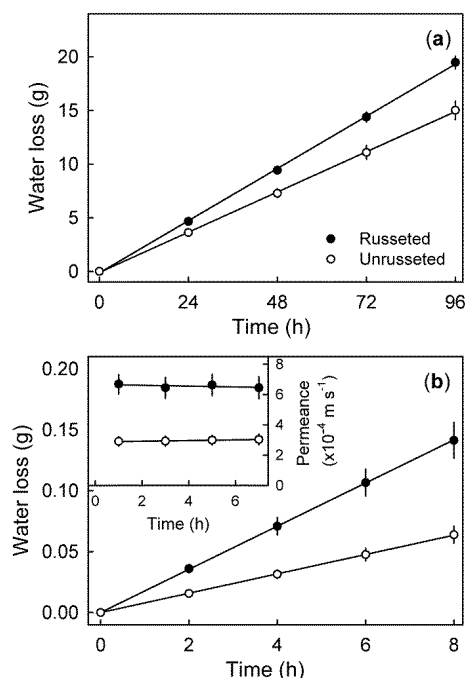 (a)
Water loss (g)
20
15
10
5
0
Russeted
Unrusseted
0 24 48 72 96
Time (h)
(b)
Water loss (g)
0.20
0.15
0.10
0.05
0.00
8
6
3
0
Permeance
(x10⁻⁴ m s⁻¹)
0 2 4 6
Time (h)
0 2 4 6 8
Time (h)